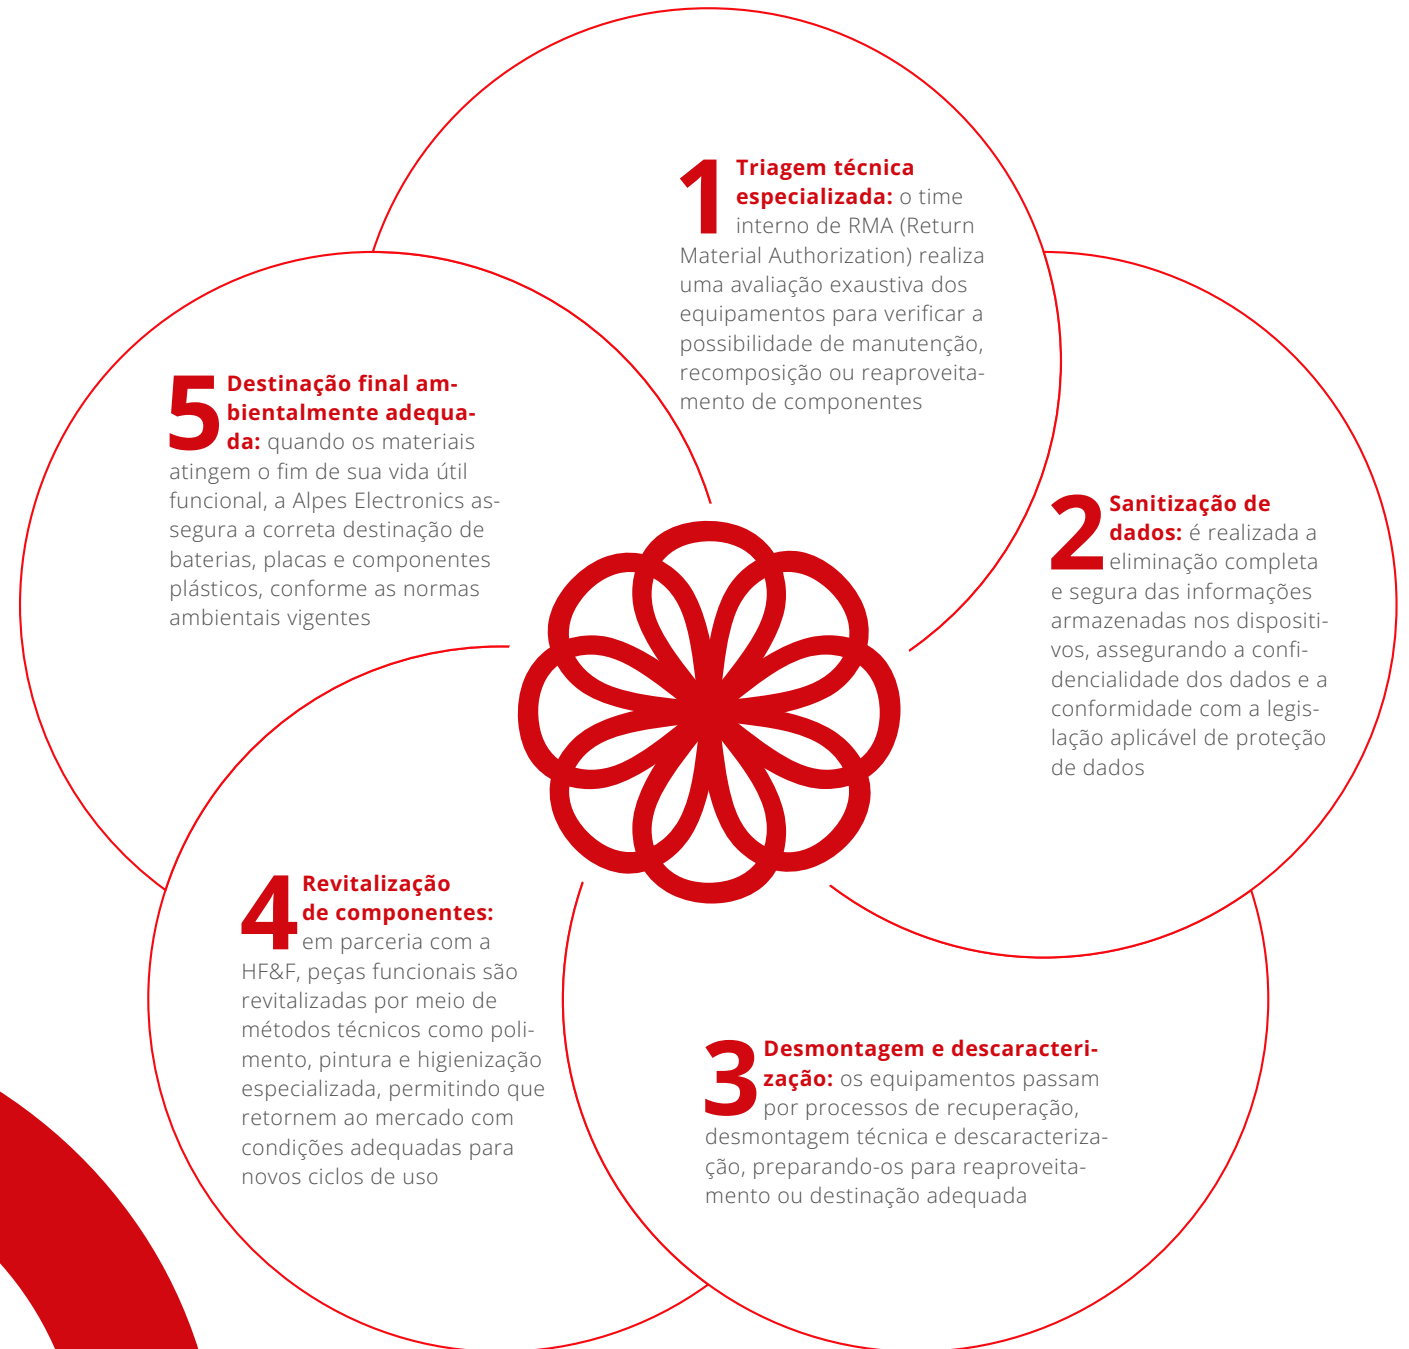 1 Triagem técnica
especializada: o time
interno de RMA (Return
Material Authorization) realiza
uma avaliação exaustiva dos
equipamentos para verificar a
possibilidade de manutenção,
recomposição ou reaproveita-
mento de componentes
2 Sanitização de
dados: é realizada a
eliminação completa
e segura das informações
armazenadas nos dispositi-
vos, assegurando a confi-
dencialidade dos dados e a
conformidade com a legis-
lação aplicável de proteção
de dados
3 Desmontagem e descaracteri-
zação: os equipamentos passam
por processos de recuperação,
desmontagem técnica e descaracteriza-
ção, preparando-os para reaproveita-
mento ou destinação adequada
4 Revitalização
de componentes:
em parceria com a
HF&F, peças funcionais são
revitalizadas por meio de
métodos técnicos como poli-
mento, pintura e higienização
especializada, permitindo que
retornem ao mercado com
condições adequadas para
novos ciclos de uso
5 Destinação final am-
bientalmente adequa-
da: quando os materiais
atingem o fim de sua vida útil
funcional, a Alpes Electronics as-
segura a correta destinação de
baterias, placas e componentes
plásticos, conforme as normas
ambientais vigentes